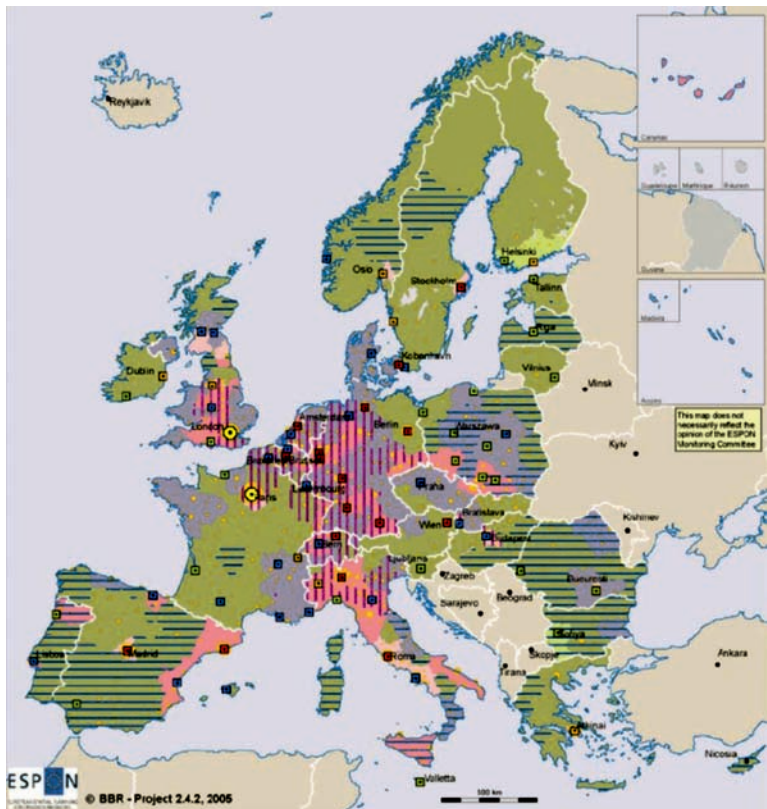 Reykjavik
Canarias
Guadeloupe
Martinique
Réunion
Guyane
Madeira
Helsinki
Oslo
Stockholm
Tallinn
Riga
Dublin
København
Vilnius
Minsk
This map does not
necessarily reflect the
opinion of the ESPON
Monitoring Committee
Amsterdam
Berlin
Warszawa
London
Kyiv
Paris
Luxembourg
Praha
Kishinev
Wien
Bratislava
Bern
Budapest
Ljubljana
Zagreb
Bucuresti
Beograd
Sarajevo
Sofiya
Skopje
Ankara
Lisboa
Madrid
Roma
Tirana
Athinai
Nicosia
Valletta
ESPON
© BBR - Project 2.4.2, 2005
500 km